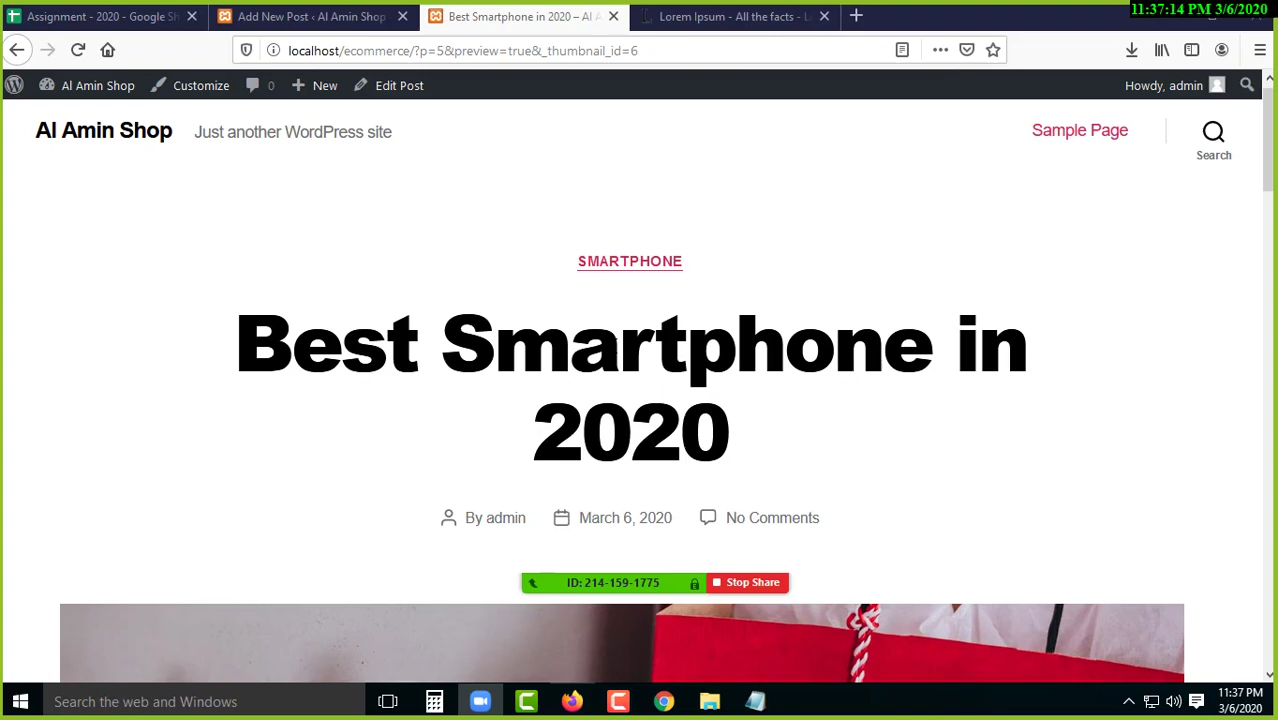 11:37:14 PM 3/6/2020
Assignment - 2020 - Google Sh
Add New Post ‹ Al Amin Shop
Best Smartphone in 2020 – Al A
Lorem Ipsum - All the facts - L
localhost/ecommerce/?p=5&preview=true&_thumbnail_id=6
Al Amin Shop
Customize
0
New
Edit Post
Howdy, admin
Al Amin Shop
Just another WordPress site
Sample Page
Search
SMARTPHONE
Best Smartphone in
2020
By admin
March 6, 2020
No Comments
ID: 214-159-1775
Stop Share
Search the web and Windows
11:37 PM
3/6/2020